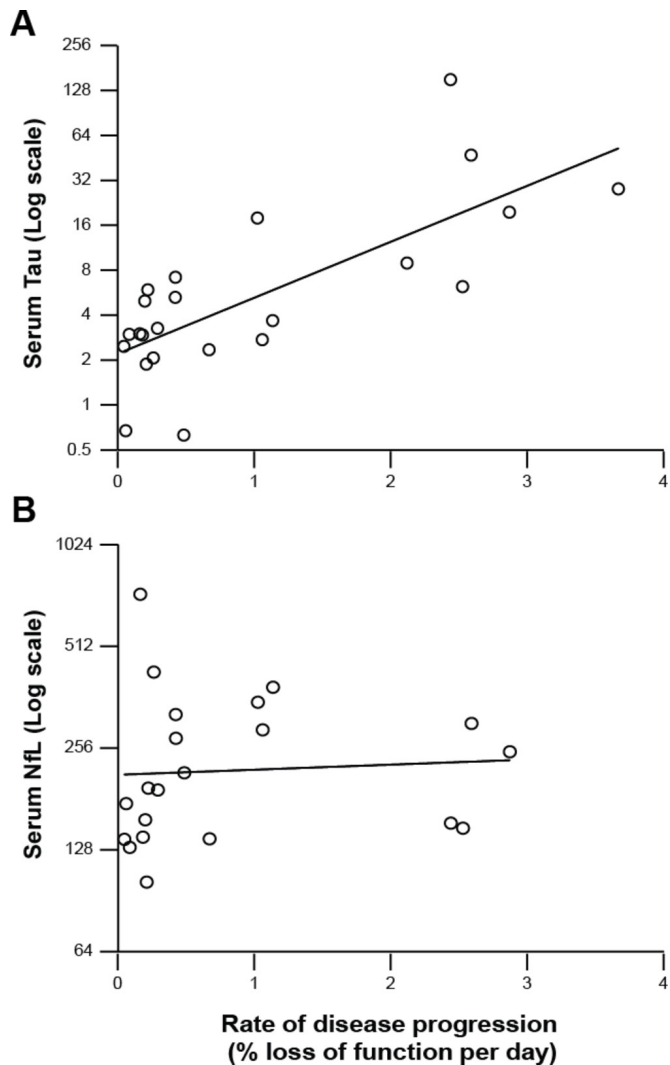 A
Serum Tau (Log scale)
256
128
64
32
16
8
4
2
1
0.5
0 1 2 3 4
B
Serum NfL (Log scale)
1024
512
256
128
64
0 1 2 3 4
Rate of disease progression
(% loss of function per day)